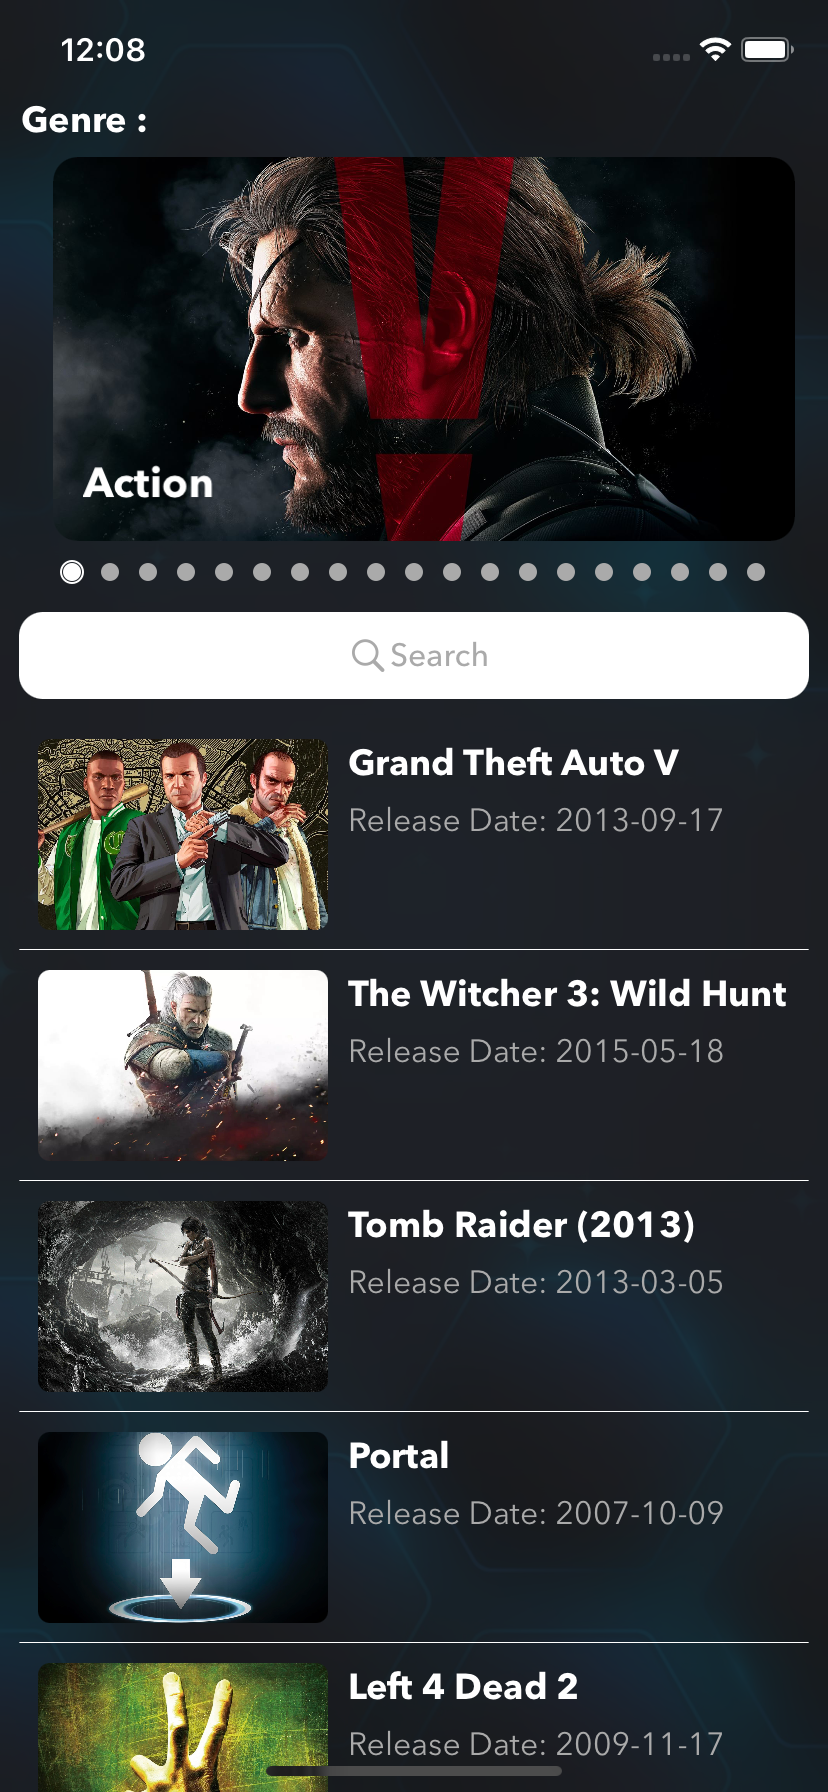 12:08
Genre :
Action
Search
Grand Theft Auto V
Release Date: 2013-09-17
The Witcher 3: Wild Hunt
Release Date: 2015-05-18
Tomb Raider (2013)
Release Date: 2013-03-05
Portal
Release Date: 2007-10-09
Left 4 Dead 2
Release Date: 2009-11-17